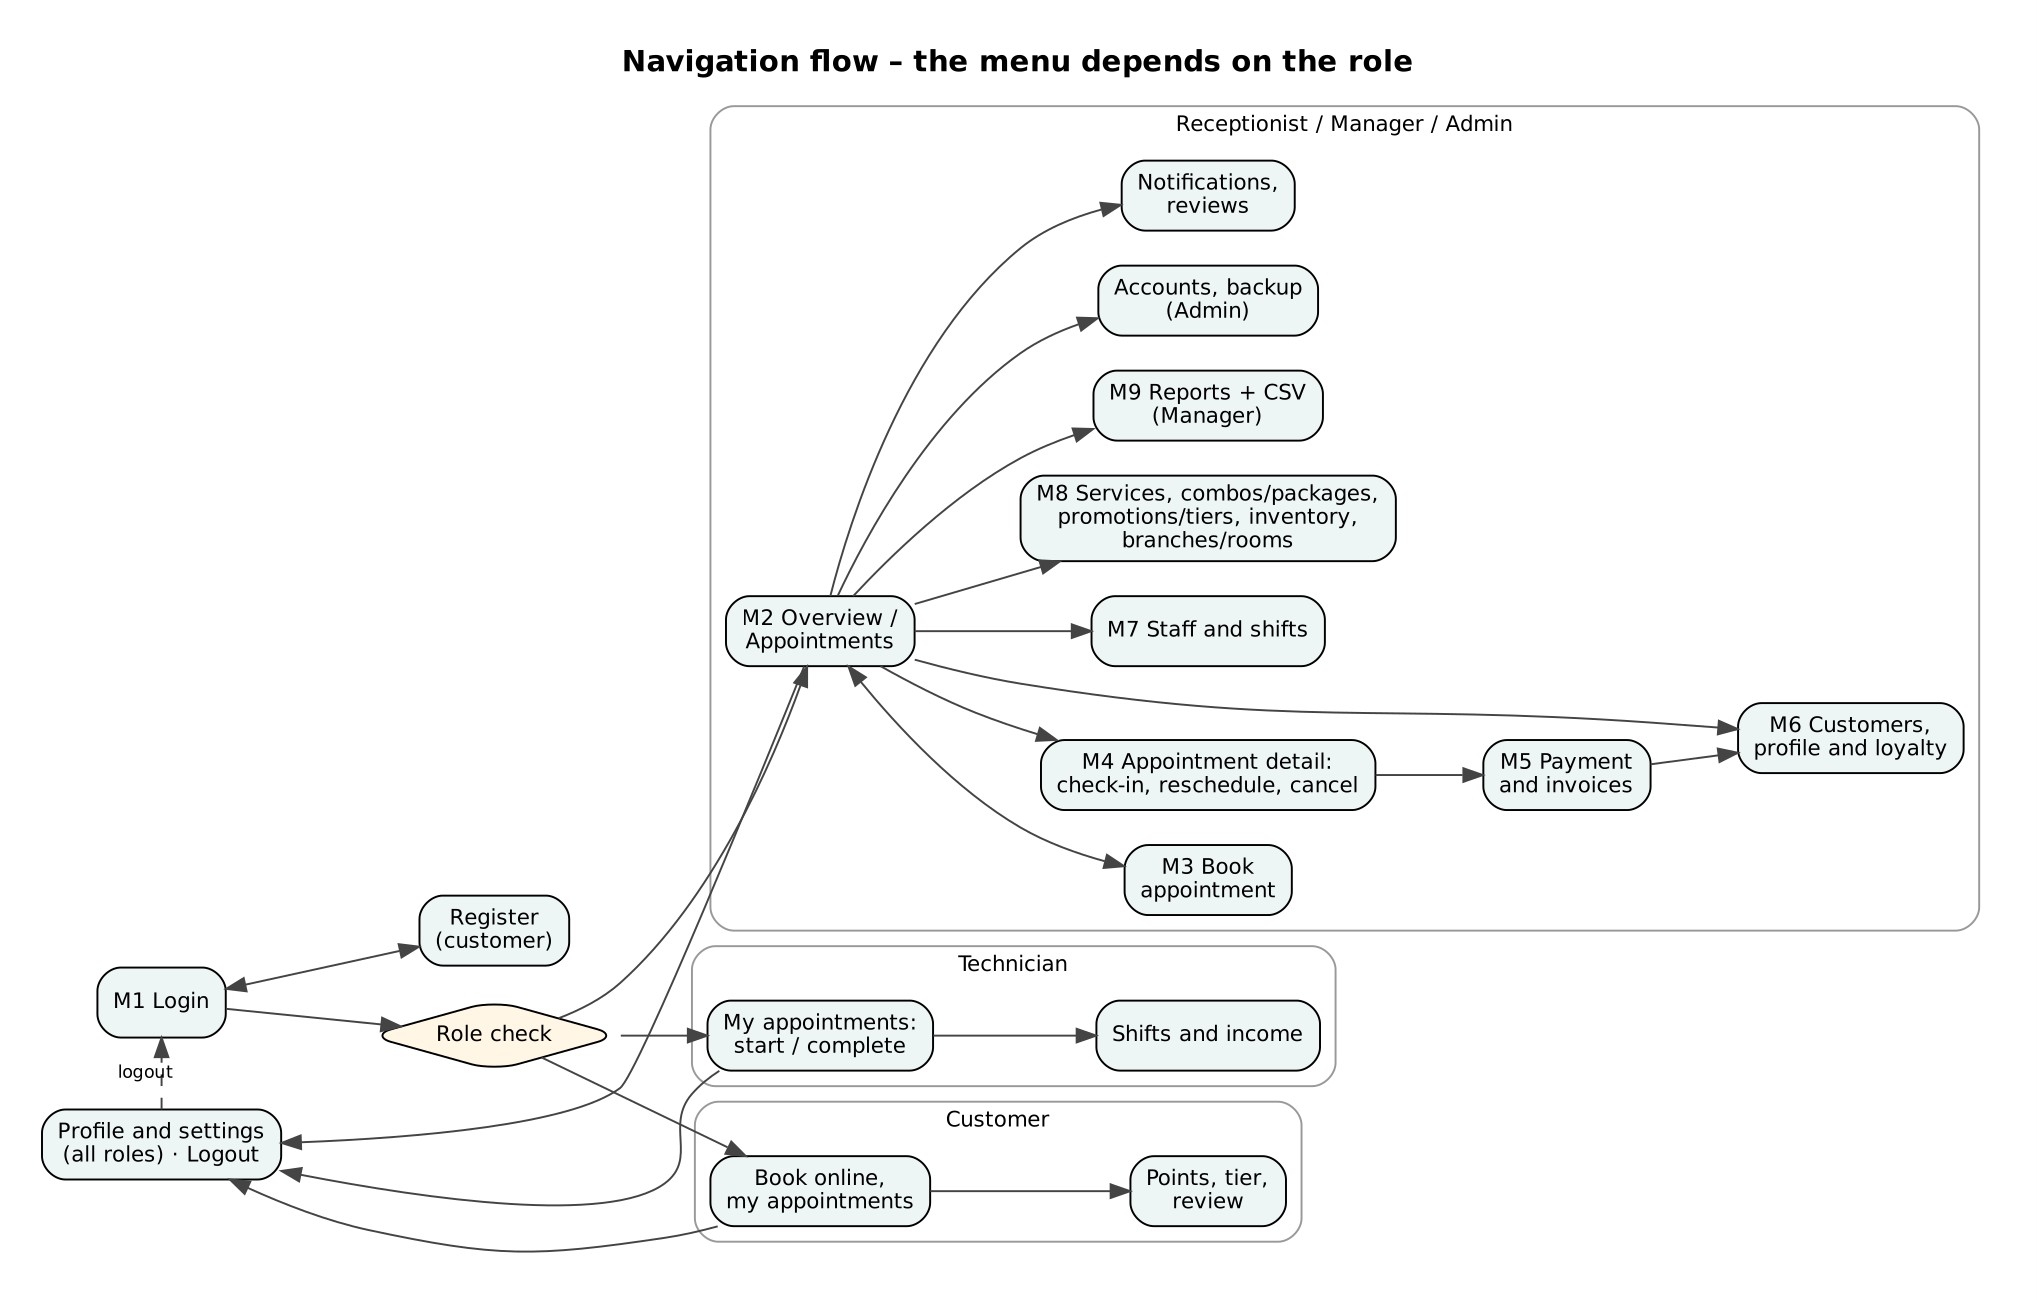 Navigation flow – the menu depends on the role
Receptionist / Manager / Admin
Notifications,
reviews
Accounts, backup
(Admin)
M9 Reports + CSV
(Manager)
M8 Services, combos/packages,
promotions/tiers, inventory,
branches/rooms
M2 Overview /
Appointments
M7 Staff and shifts
M6 Customers,
profile and loyalty
M4 Appointment detail:
check-in, reschedule, cancel
M5 Payment
and invoices
M3 Book
appointment
Register
(customer)
M1 Login
Role check
logout
Profile and settings
(all roles) · Logout
Technician
My appointments:
start / complete
Shifts and income
Customer
Book online,
my appointments
Points, tier,
review